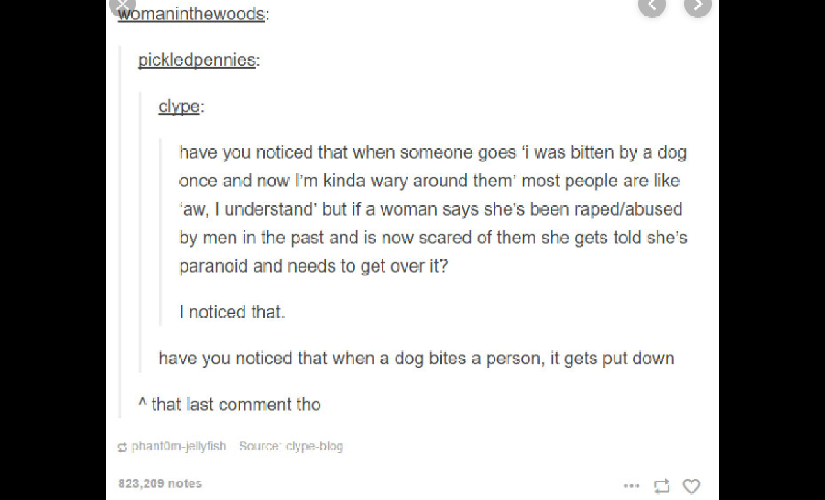 womaninthewoods:
pickledpennies:
clype:
have you noticed that when someone goes ‘i was bitten by a dog
once and now I’m kinda wary around them’ most people are like
‘aw, I understand’ but if a woman says she’s been raped/abused
by men in the past and is now scared of them she gets told she’s
paranoid and needs to get over it?
I noticed that.
have you noticed that when a dog bites a person, it gets put down
^ that last comment tho
phant0m-jellyfish Source: clype-blog
823,209 notes